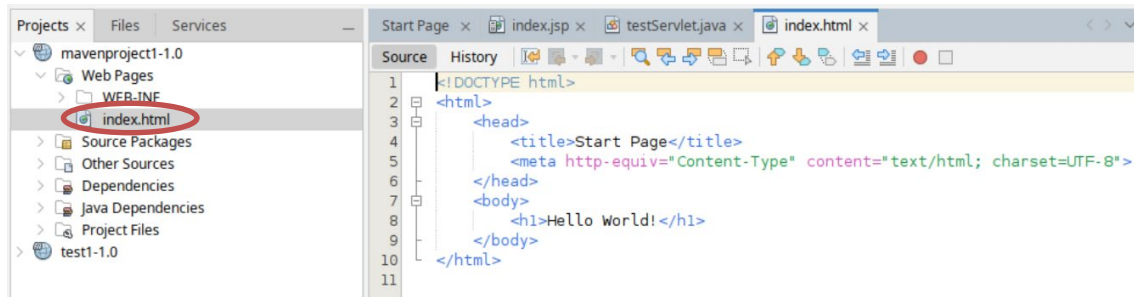 Projects Files Services
mavenproject1-1.0
Web Pages
WEB-INF
index.html
Source Packages
Other Sources
Dependencies
Java Dependencies
Project Files
test1-1.0
Start Page index.jsp testServlet.java index.html
Source History
1 <!DOCTYPE html>
2 <html>
3 <head>
4 <title>Start Page</title>
5 <meta http-equiv="Content-Type" content="text/html; charset=UTF-8">
6 </head>
7 <body>
8 <h1>Hello World!</h1>
9 </body>
10 </html>
11